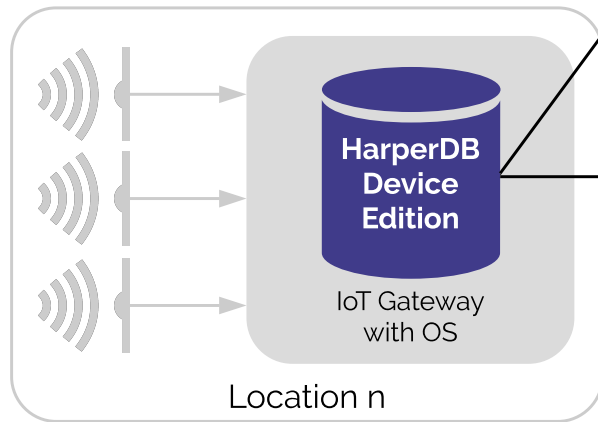 HarperDB
Device
Edition
IoT Gateway
with OS
Location n